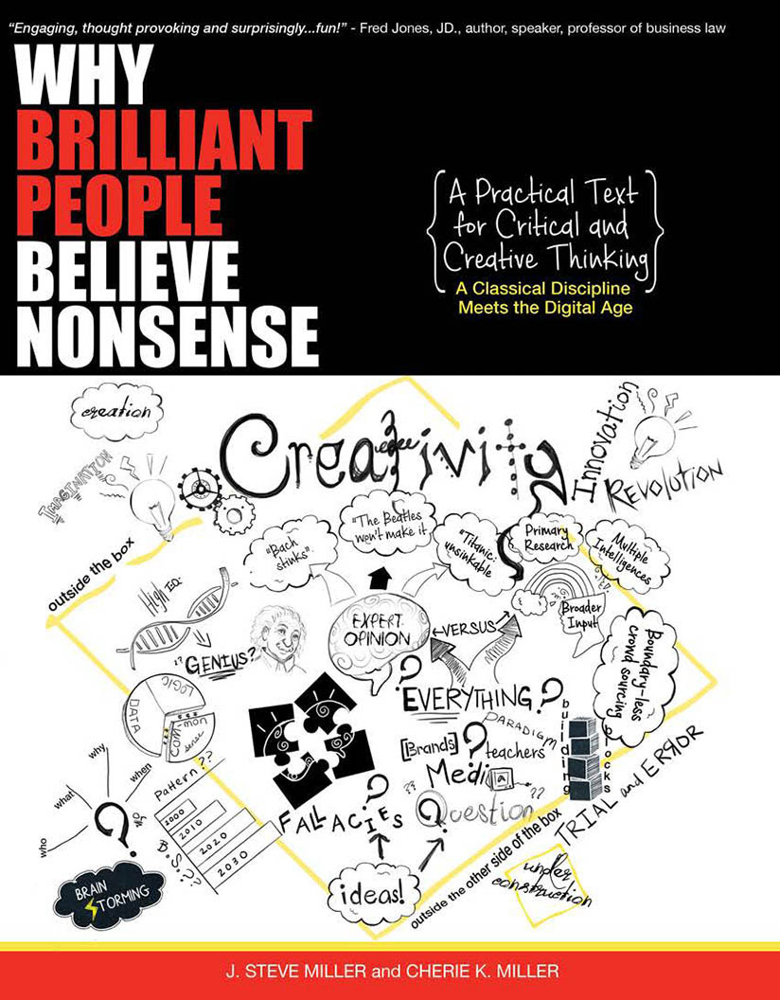 “Engaging, thought provoking and surprisingly...fun!” - Fred Jones, JD., author, speaker, professor of business law
WHY
BRILLIANT
PEOPLE
BELIEVE
NONSENSE
A Practical Text
for Critical and
Creative Thinking
A Classical Discipline
Meets the Digital Age
creation
Creativity
Innovation
REVOLUTION
IMAGINATION
outside the box
"Bach
stinks"
"The Beatles
won't make it
"Titanic:
unsinkable
Primary
Research
Multiple
Intelligences
High IQ:
EXPERT
OPINION
VERSUS
Broader
Input
Boundary-less
crowd sourcing
"GENIUS?
LOGIC
DATA
COMMON
sense
EVERYTHING?
PARADIGM
[Brands]
?
teachers
Media
??
??
building
blocks
why
when
what
who
?
Pattern??
2000
2010
2020
2030
B.S.??
?
FALLACIES
Question
TRIAL and ERROR
outside the other side of the box
under
construction
BRAIN
STORMING
ideas!
J. STEVE MILLER and CHERIE K. MILLER